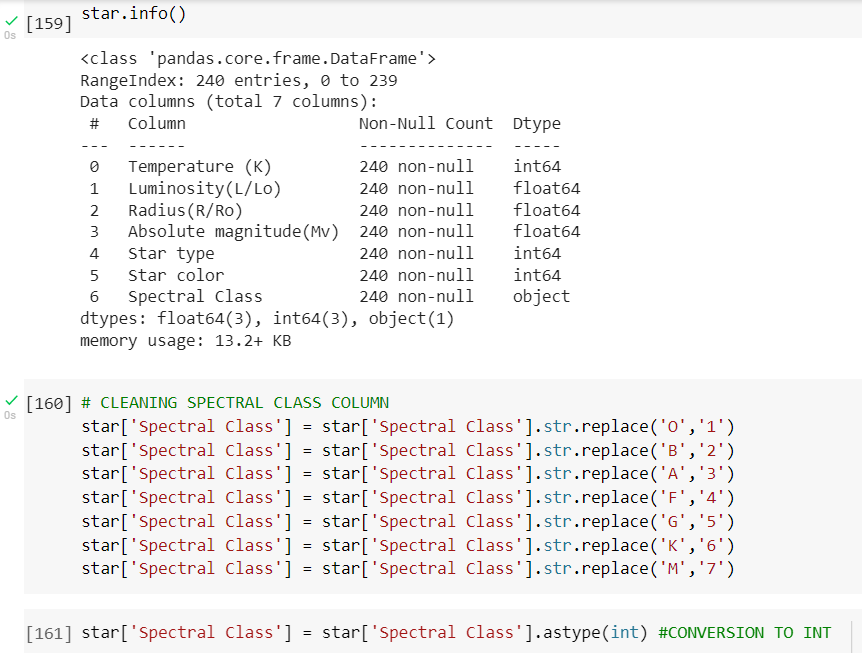 [159] star.info()
0s
<class 'pandas.core.frame.DataFrame'>
RangeIndex: 240 entries, 0 to 239
Data columns (total 7 columns):
 #   Column                  Non-Null Count  Dtype
---  ------                  --------------  -----
 0   Temperature (K)         240 non-null    int64
 1   Luminosity(L/Lo)        240 non-null    float64
 2   Radius(R/Ro)            240 non-null    float64
 3   Absolute magnitude(Mv)  240 non-null    float64
 4   Star type               240 non-null    int64
 5   Star color              240 non-null    int64
 6   Spectral Class          240 non-null    object
dtypes: float64(3), int64(3), object(1)
memory usage: 13.2+ KB
[160] # CLEANING SPECTRAL CLASS COLUMN
0s
star['Spectral Class'] = star['Spectral Class'].str.replace('O','1')
star['Spectral Class'] = star['Spectral Class'].str.replace('B','2')
star['Spectral Class'] = star['Spectral Class'].str.replace('A','3')
star['Spectral Class'] = star['Spectral Class'].str.replace('F','4')
star['Spectral Class'] = star['Spectral Class'].str.replace('G','5')
star['Spectral Class'] = star['Spectral Class'].str.replace('K','6')
star['Spectral Class'] = star['Spectral Class'].str.replace('M','7')
[161] star['Spectral Class'] = star['Spectral Class'].astype(int) #CONVERSION TO INT